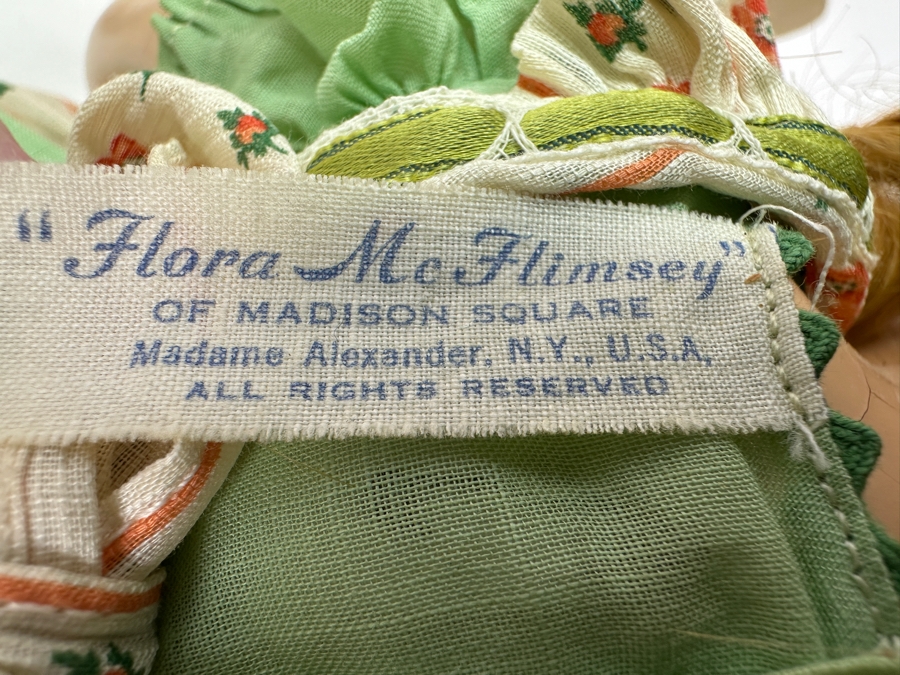 “Flora McFlimsey”
OF MADISON SQUARE
Madame Alexander, N.Y., U.S.A.
ALL RIGHTS RESERVED